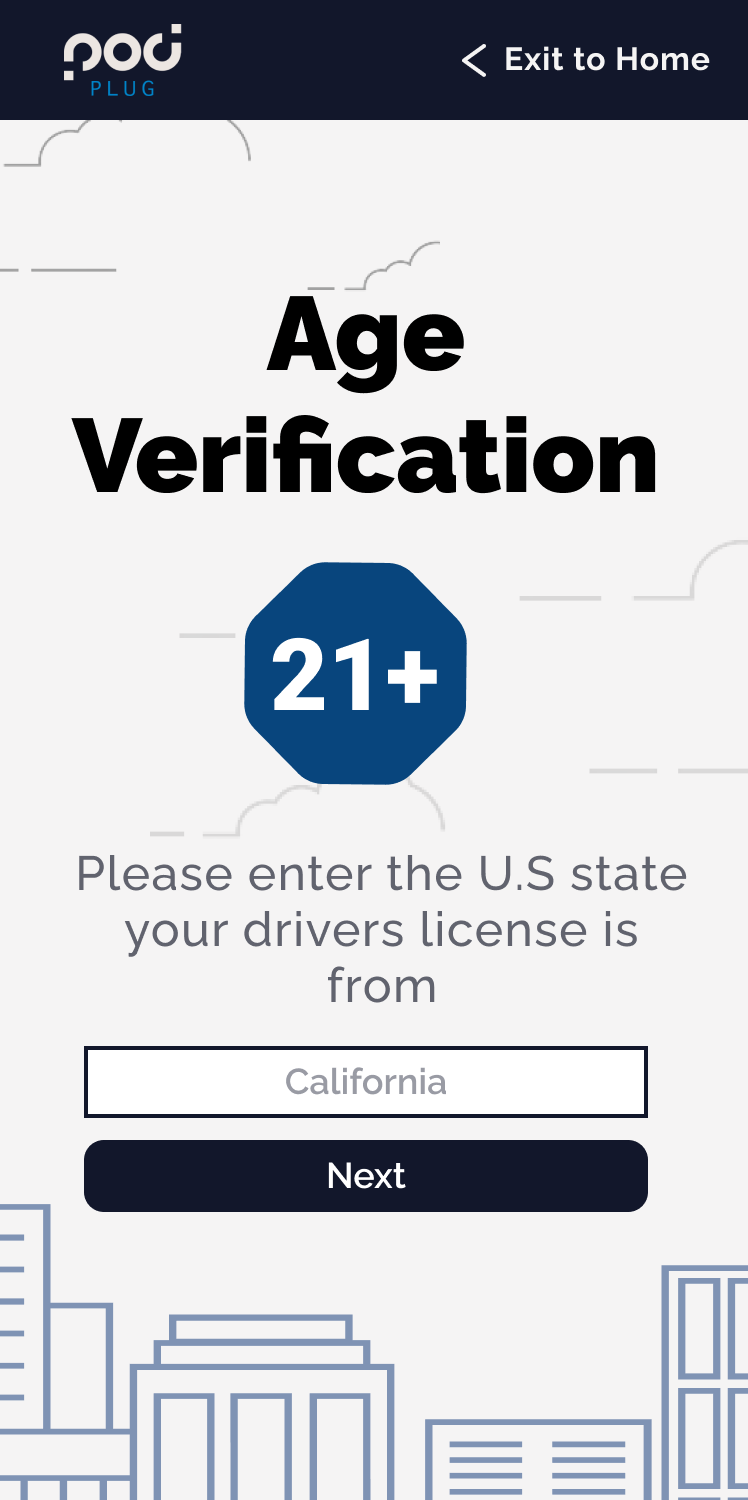 pod
PLUG
Exit to Home
Age
Verification
21+
Please enter the U.S state
your drivers license is
from
California
Next